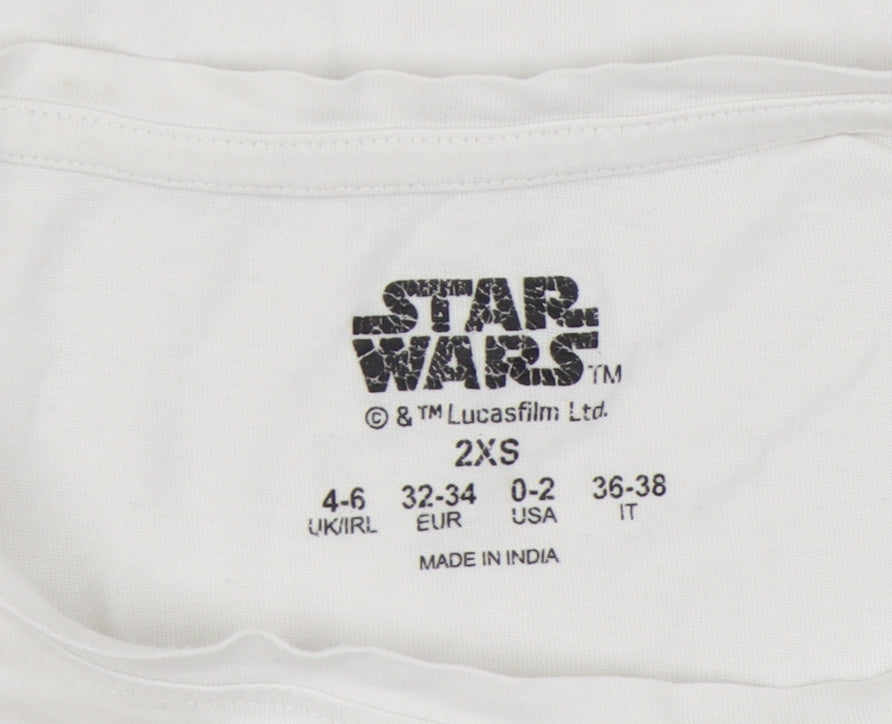 STAR
WARS™
© & ™ Lucasfilm Ltd.
2XS
4-6 32-34 0-2 36-38
UK/IRL EUR USA IT
MADE IN INDIA